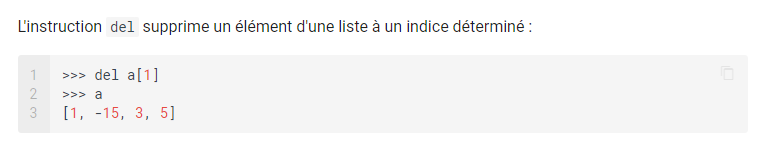 L'instruction del supprime un élément d'une liste à un indice déterminé :
1 >>> del a[1]
2 >>> a
3 [1, -15, 3, 5]